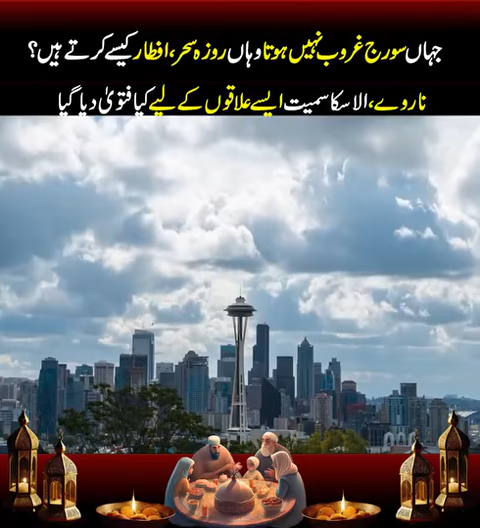 جہاں سورج غروب نہیں ہوتا وہاں روزہ سحر، افطار کیسے کرتے ہیں؟
ناروے، الاسکا سمیت ایسے علاقوں کے لیے کیا فتویٰ دیا گیا